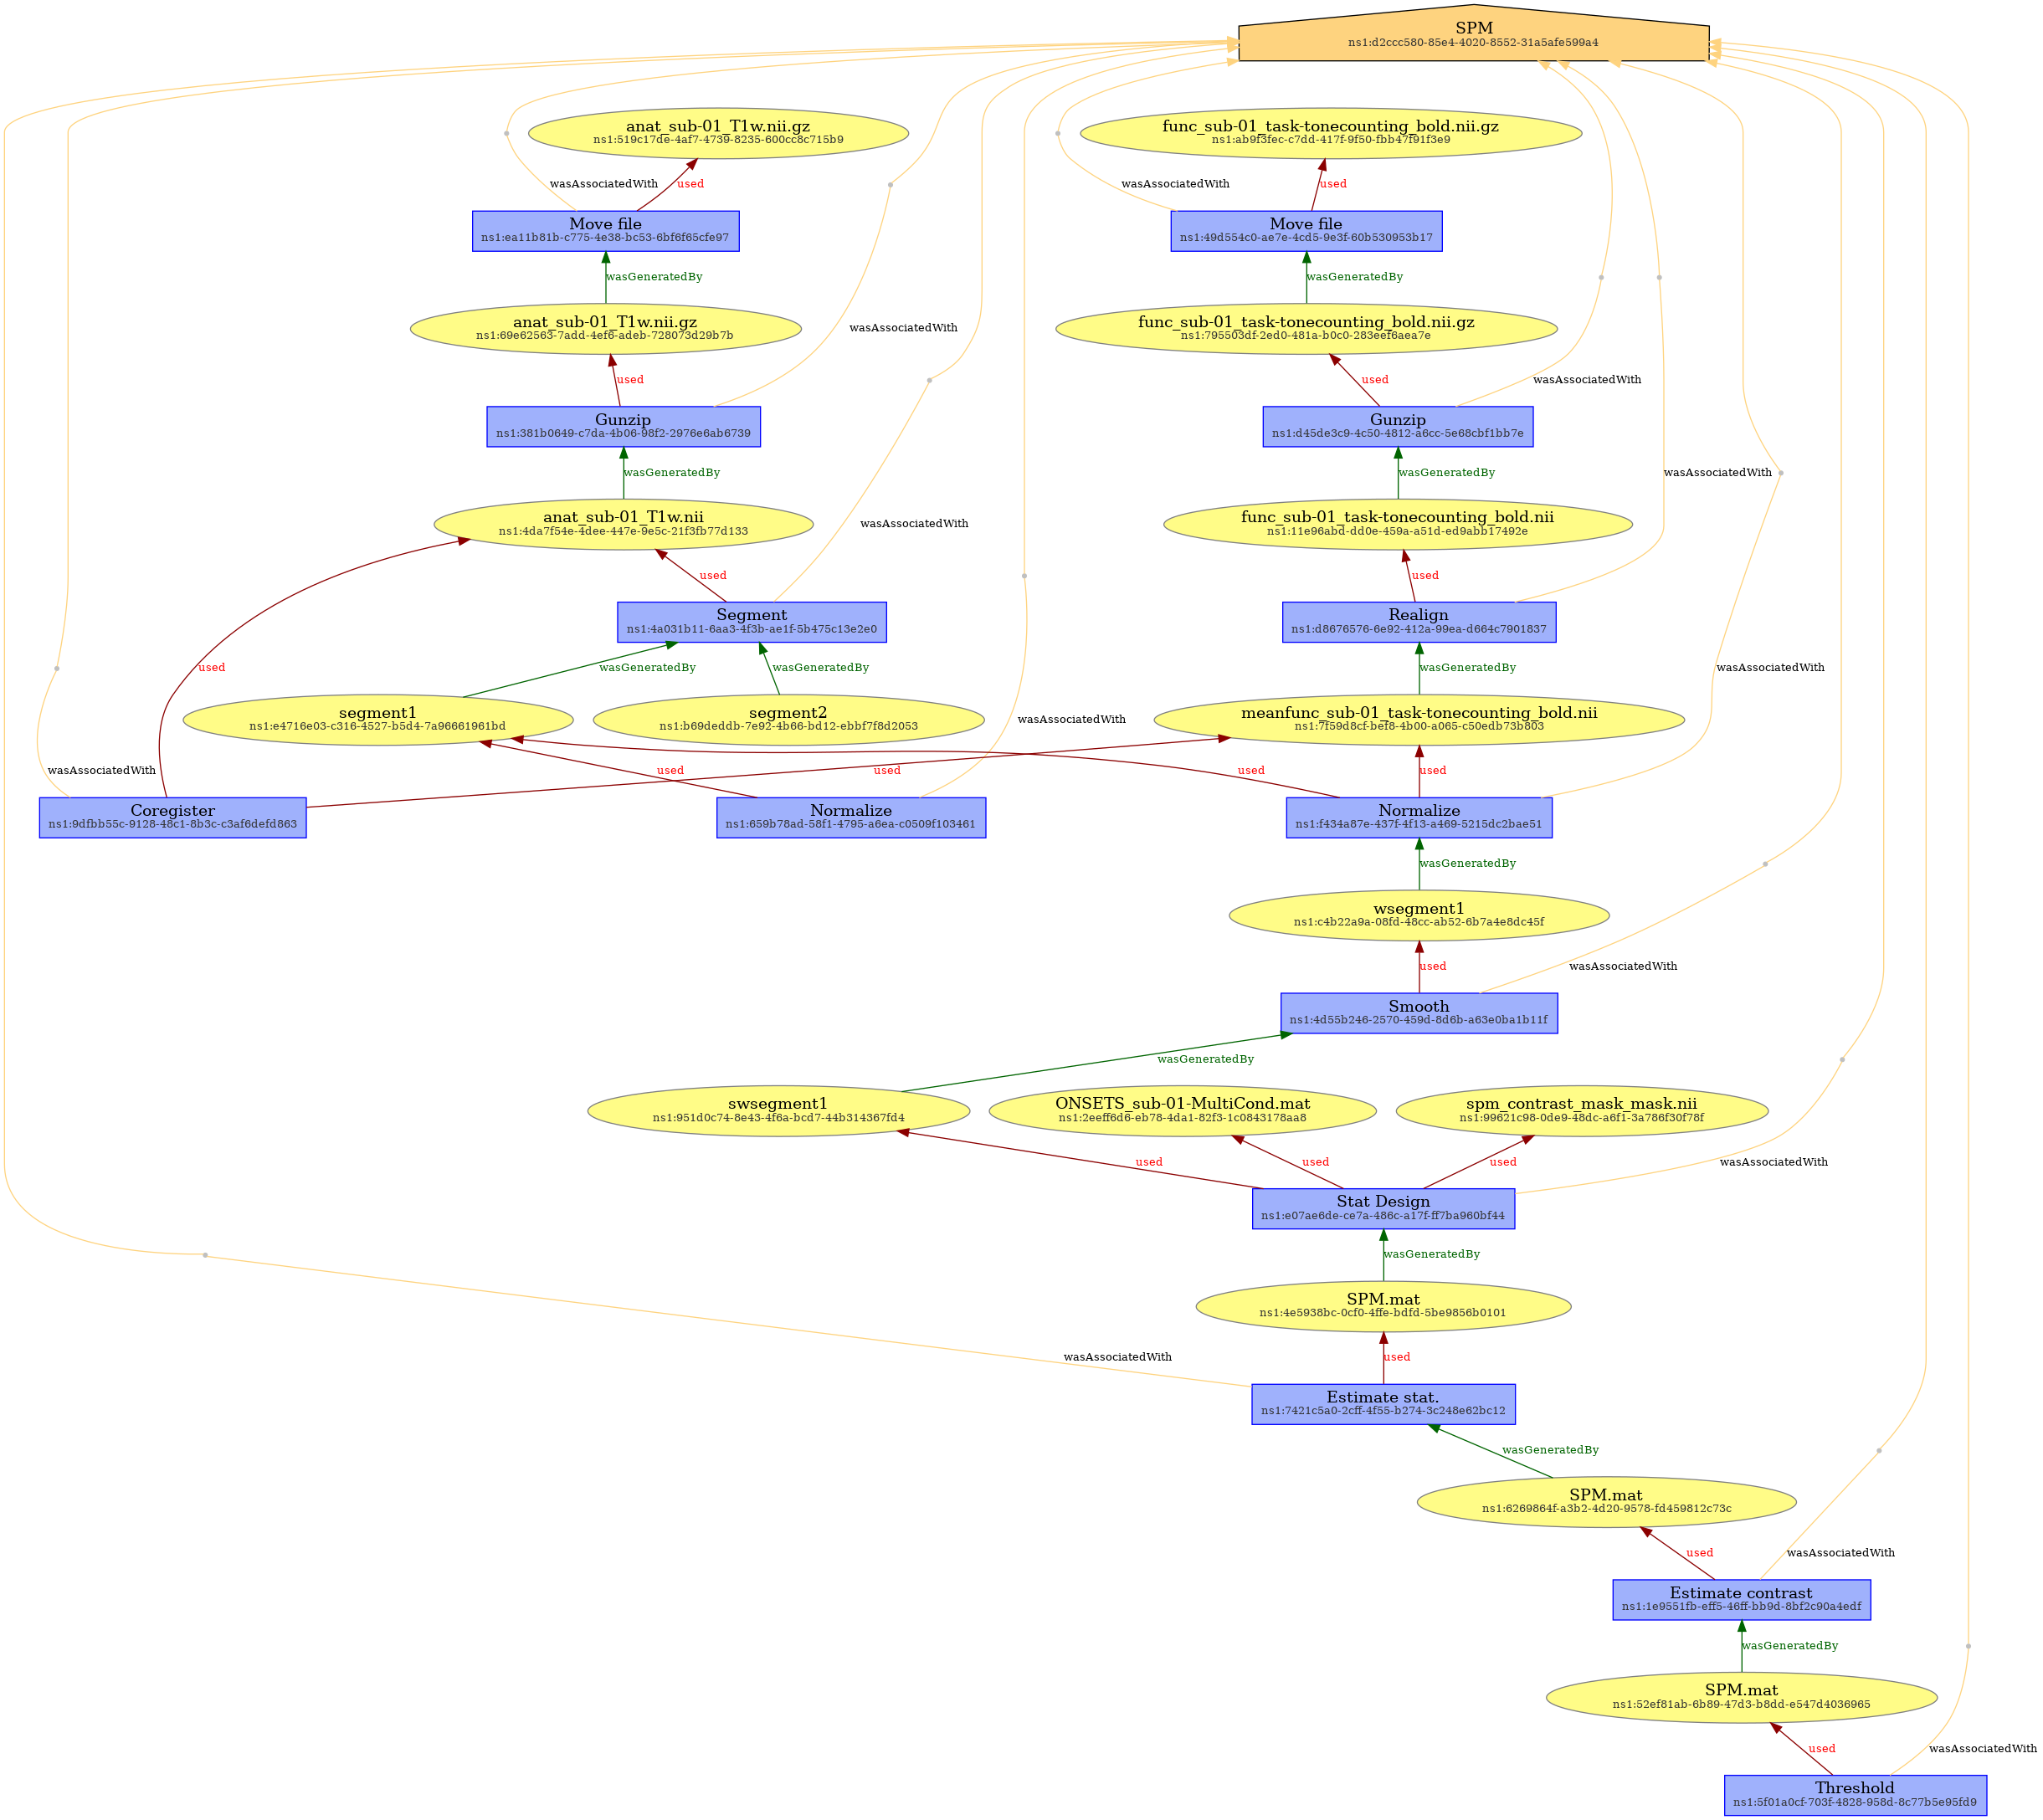 SPM
ns1:d2ccc580-85e4-4020-8552-31a5afe599a4
anat_sub-01_T1w.nii.gz
ns1:519c17de-4af7-4739-8235-600cc8c715b9
func_sub-01_task-tonecounting_bold.nii.gz
ns1:ab9f3fec-c7dd-417f-9f50-fbb47f91f3e9
wasAssociatedWith
used
wasAssociatedWith
used
Move file
ns1:ea11b81b-c775-4e38-bc53-6bf6f65cfe97
Move file
ns1:49d554c0-ae7e-4cd5-9e3f-60b530953b17
wasGeneratedBy
wasGeneratedBy
anat_sub-01_T1w.nii.gz
ns1:69e62563-7add-4ef6-adeb-728073d29b7b
wasAssociatedWith
func_sub-01_task-tonecounting_bold.nii.gz
ns1:795503df-2ed0-481a-b0c0-283eef6aea7e
used
used
wasAssociatedWith
Gunzip
ns1:381b0649-c7da-4b06-98f2-2976e6ab6739
Gunzip
ns1:d45de3c9-4c50-4812-a6cc-5e68cbf1bb7e
wasGeneratedBy
wasGeneratedBy
wasAssociatedWith
anat_sub-01_T1w.nii
ns1:4da7f54e-4dee-447e-9e5c-21f3fb77d133
wasAssociatedWith
func_sub-01_task-tonecounting_bold.nii
ns1:11e96abd-dd0e-459a-a51d-ed9abb17492e
used
used
Segment
ns1:4a031b11-6aa3-4f3b-ae1f-5b475c13e2e0
Realign
ns1:d8676576-6e92-412a-99ea-d664c7901837
used
wasGeneratedBy
wasGeneratedBy
wasGeneratedBy
wasAssociatedWith
segment1
ns1:e4716e03-c316-4527-b5d4-7a96661961bd
segment2
ns1:b69deddb-7e92-4b66-bd12-ebbf7f8d2053
wasAssociatedWith
meanfunc_sub-01_task-tonecounting_bold.nii
ns1:7f59d8cf-bef8-4b00-a065-c50edb73b803
wasAssociatedWith
used
used
used
used
Coregister
ns1:9dfbb55c-9128-48c1-8b3c-c3af6defd863
Normalize
ns1:659b78ad-58f1-4795-a6ea-c0509f103461
Normalize
ns1:f434a87e-437f-4f13-a469-5215dc2bae51
wasGeneratedBy
wsegment1
ns1:c4b22a9a-08fd-48cc-ab52-6b7a4e8dc45f
used
wasAssociatedWith
Smooth
ns1:4d55b246-2570-459d-8d6b-a63e0ba1b11f
wasGeneratedBy
swsegment1
ns1:951d0c74-8e43-4f6a-bcd7-44b314367fd4
ONSETS_sub-01-MultiCond.mat
ns1:2eeff6d6-eb78-4da1-82f3-1c0843178aa8
spm_contrast_mask_mask.nii
ns1:99621c98-0de9-48dc-a6f1-3a786f30f78f
used
used
used
wasAssociatedWith
Stat Design
ns1:e07ae6de-ce7a-486c-a17f-ff7ba960bf44
wasGeneratedBy
SPM.mat
ns1:4e5938bc-0cf0-4ffe-bdfd-5be9856b0101
wasAssociatedWith
used
Estimate stat.
ns1:7421c5a0-2cff-4f55-b274-3c248e62bc12
wasGeneratedBy
SPM.mat
ns1:6269864f-a3b2-4d20-9578-fd459812c73c
used
wasAssociatedWith
Estimate contrast
ns1:1e9551fb-eff5-46ff-bb9d-8bf2c90a4edf
wasGeneratedBy
SPM.mat
ns1:52ef81ab-6b89-47d3-b8dd-e547d4036965
used
wasAssociatedWith
Threshold
ns1:5f01a0cf-703f-4828-958d-8c77b5e95fd9